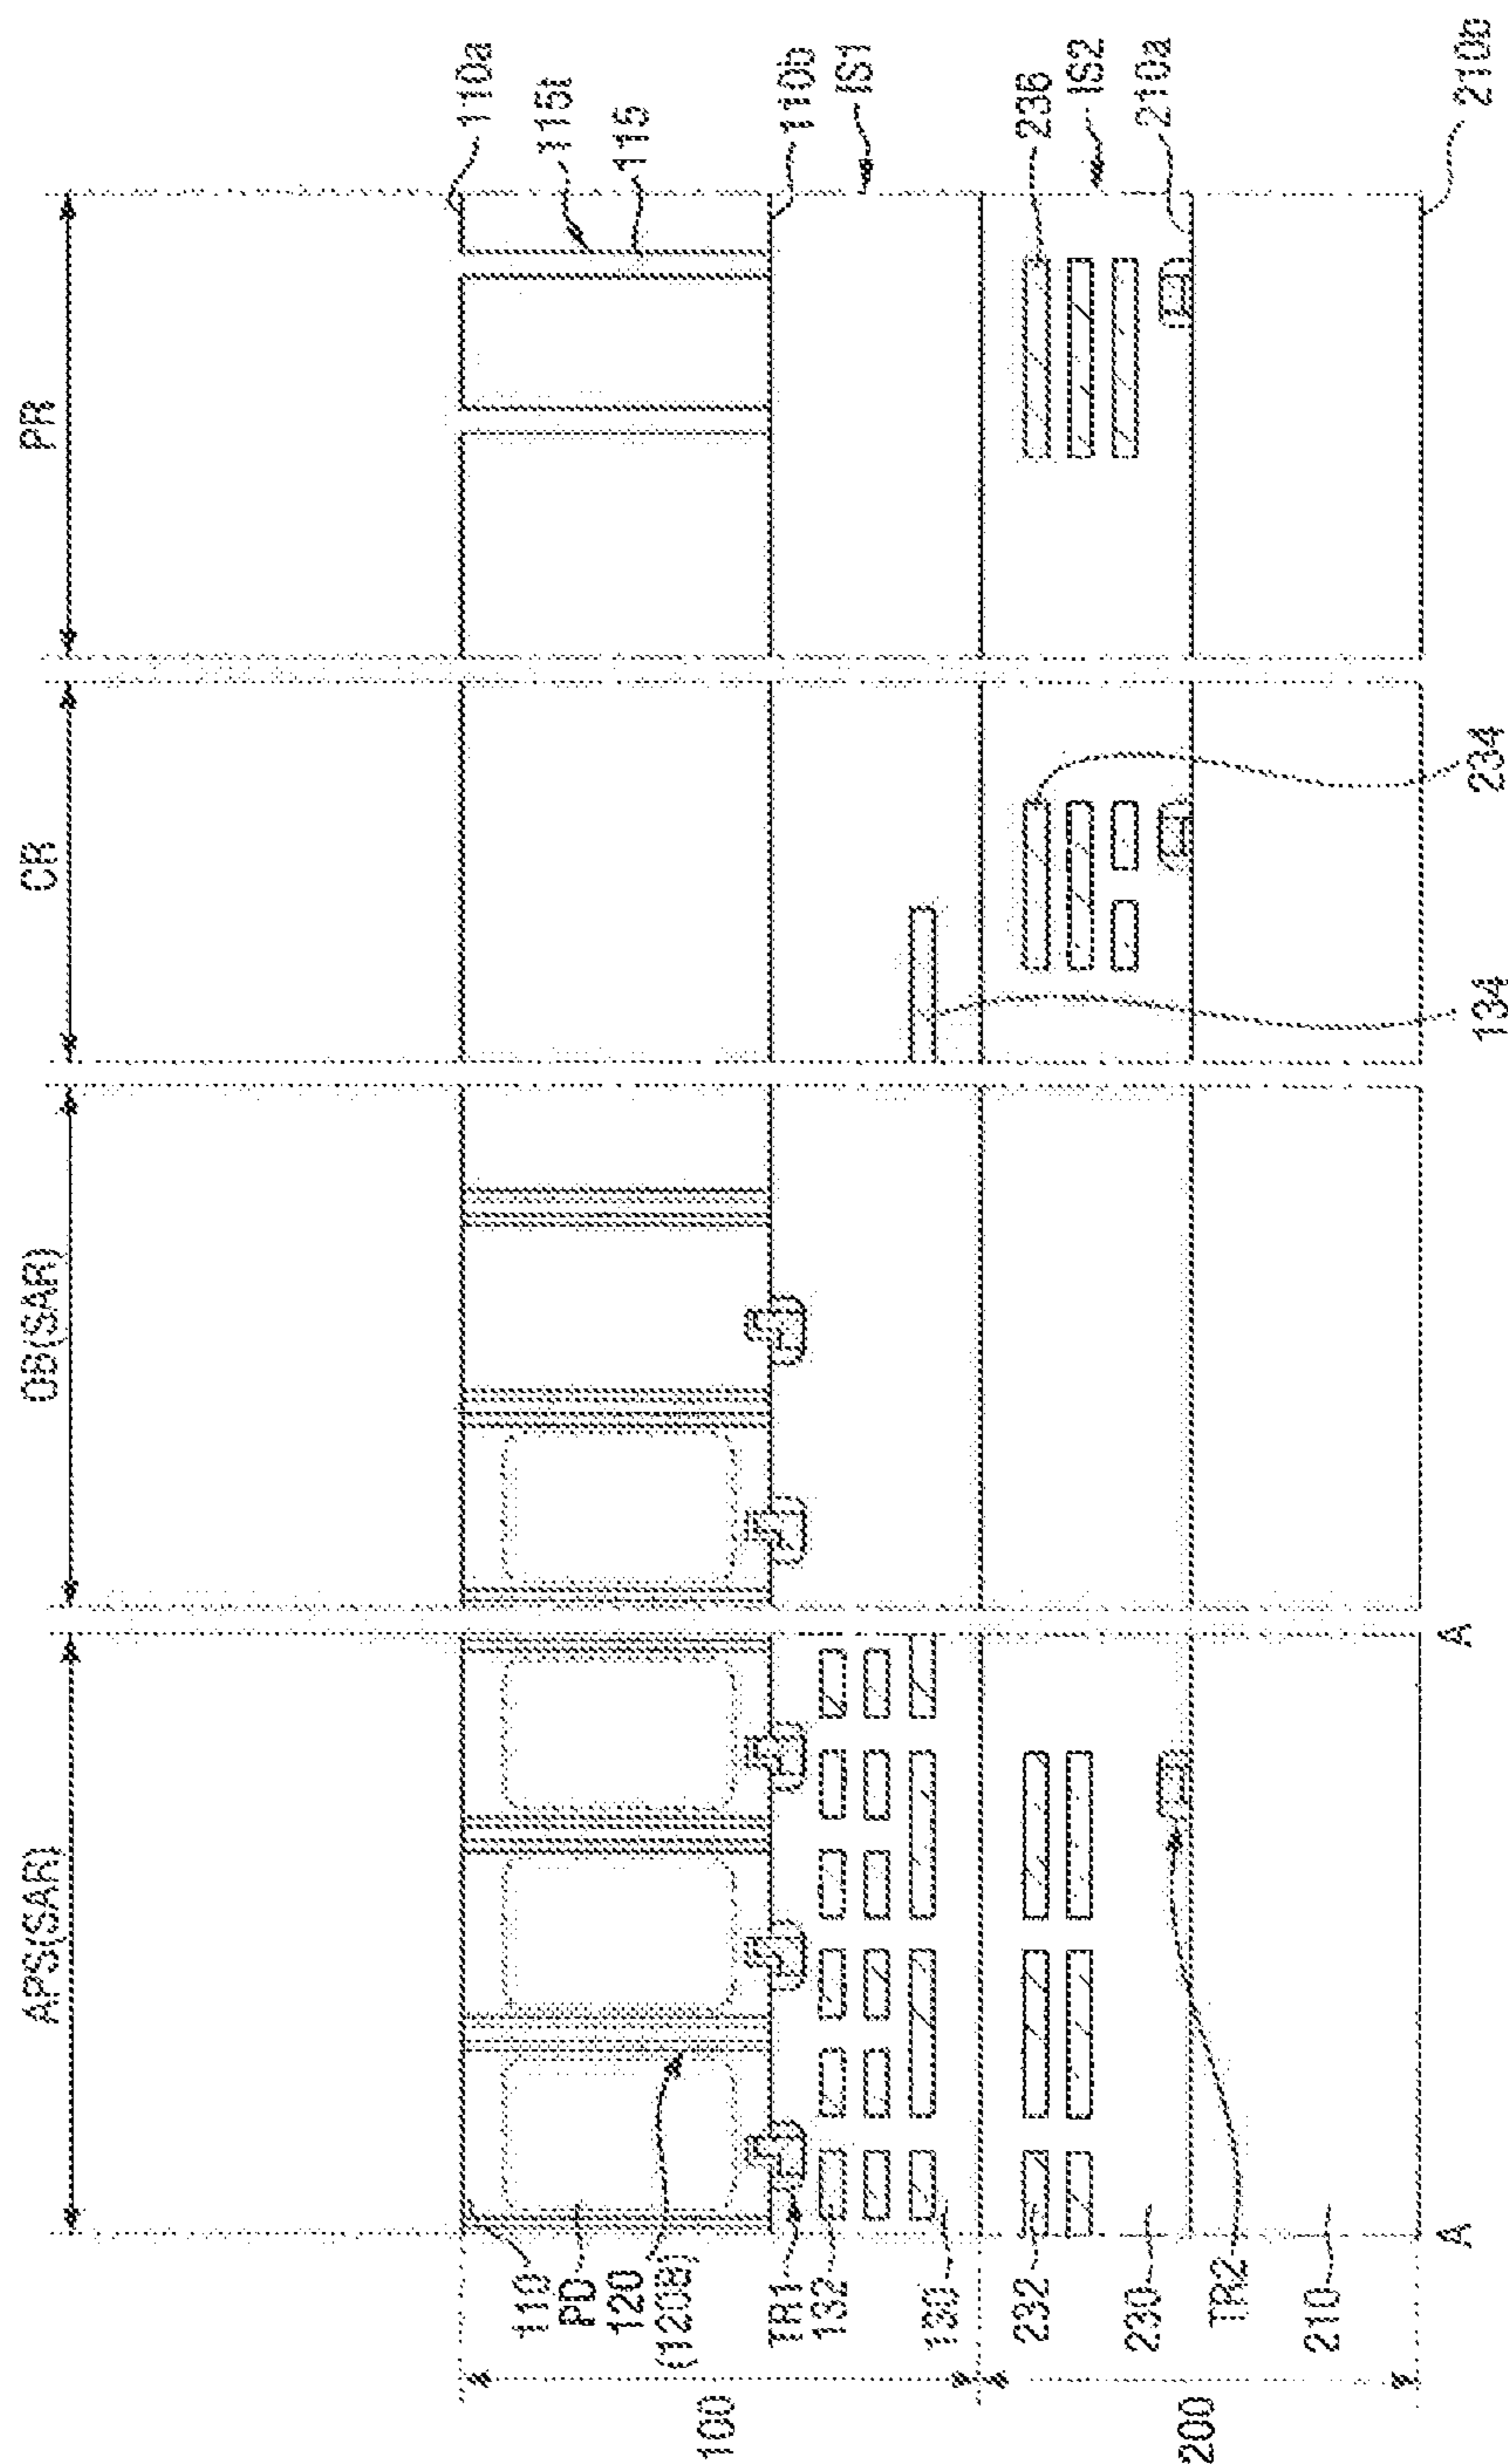 APS(SAR)
OB(SAR)
CR
PR
100
200
110
PD
120
(120B)
TR1
132
130
232
230
TR2
210
A
A
134
234
110a
115t
115
110b
IS1
236
IS2
210a
210b